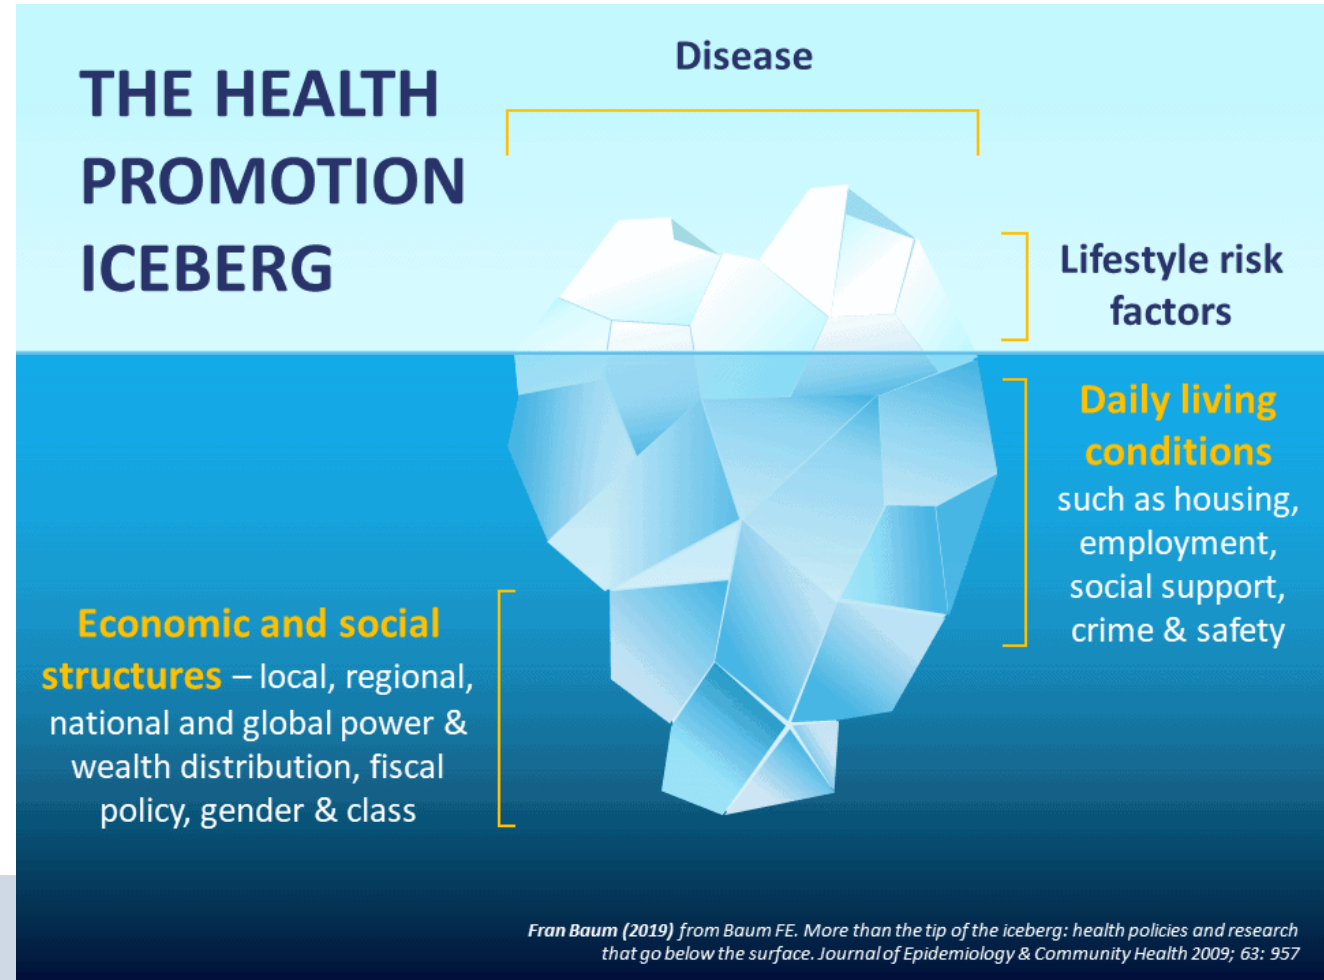 THE HEALTH
PROMOTION
ICEBERG
Disease
Lifestyle risk
factors
Daily living
conditions
such as housing,
employment,
social support,
crime & safety
Economic and social
structures – local, regional,
national and global power &
wealth distribution, fiscal
policy, gender & class
Fran Baum (2019) from Baum FE. More than the tip of the iceberg: health policies and research
that go below the surface. Journal of Epidemiology & Community Health 2009; 63: 957